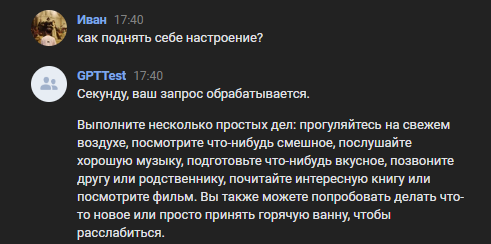 Иван 17:40
как поднять себе настроение?
GPTTest 17:40
Секунду, ваш запрос обрабатывается.
Выполните несколько простых дел: прогуляйтесь на свежем
воздухе, посмотрите что-нибудь смешное, послушайте
хорошую музыку, подготовьте что-нибудь вкусное, позвоните
другу или родственнику, почитайте интересную книгу или
посмотрите фильм. Вы также можете попробовать делать что-
то новое или просто принять горячую ванну, чтобы
расслабиться.